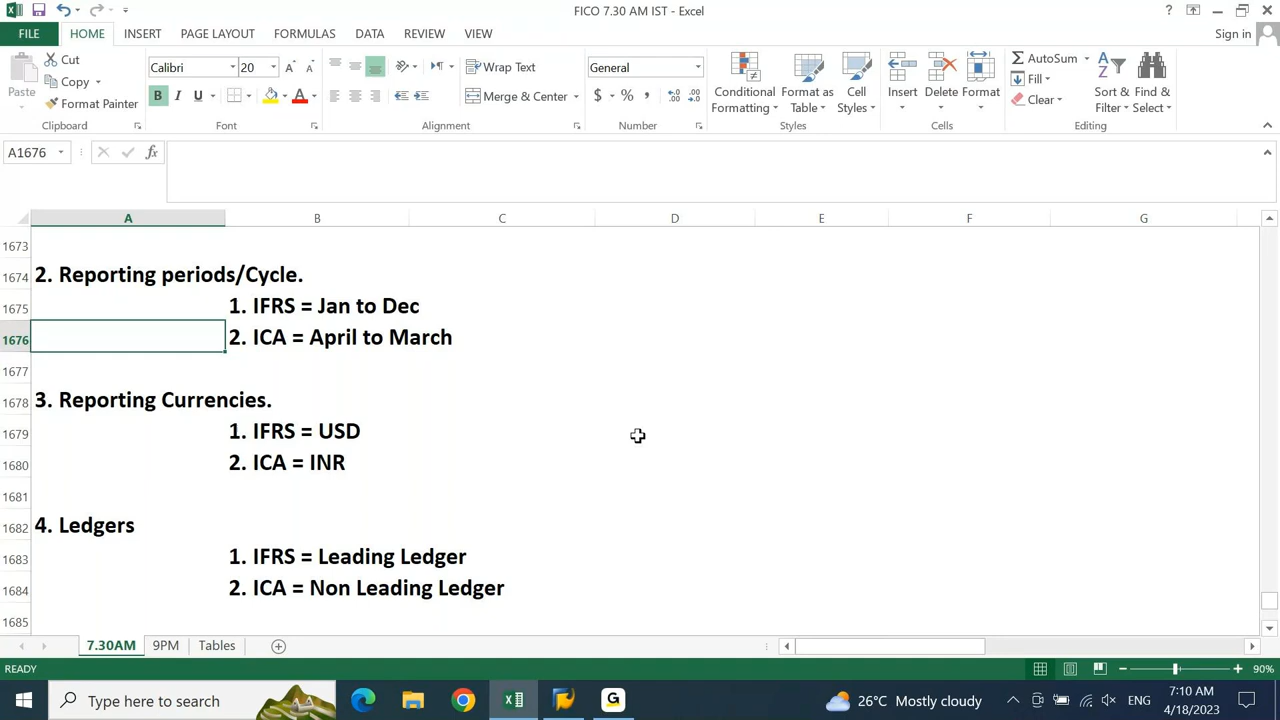 FICO 7.30 AM IST - Excel
? Sign in
FILE HOME INSERT PAGE LAYOUT FORMULAS DATA REVIEW VIEW
Paste Cut Copy Format Painter Clipboard
Calibri 20 B I U A Font
Wrap Text Merge & Center Alignment
General $ % , Number
Conditional Formatting Format as Table Cell Styles Styles
Insert Delete Format Cells
AutoSum Fill Clear Sort & Filter Find & Select Editing
A1676 fx
A B C D E F G
1673
1674 2. Reporting periods/Cycle.
1675 1. IFRS = Jan to Dec
1676 2. ICA = April to March
1677
1678 3. Reporting Currencies.
1679 1. IFRS = USD
1680 2. ICA = INR
1681
1682 4. Ledgers
1683 1. IFRS = Leading Ledger
1684 2. ICA = Non Leading Ledger
1685
7.30AM 9PM Tables
READY 90%
Type here to search G 26°C Mostly cloudy ENG 7:10 AM
4/18/2023